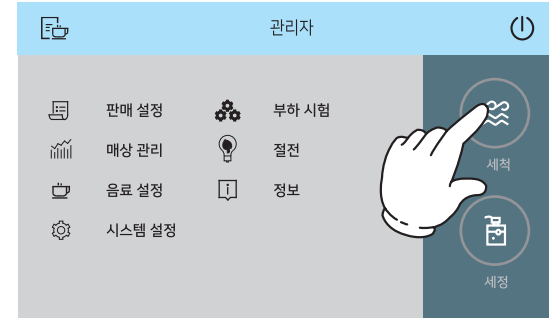 관리자
판매 설정
부하 시험
매상 관리
절전
음료 설정
정보
시스템 설정
세척
세정